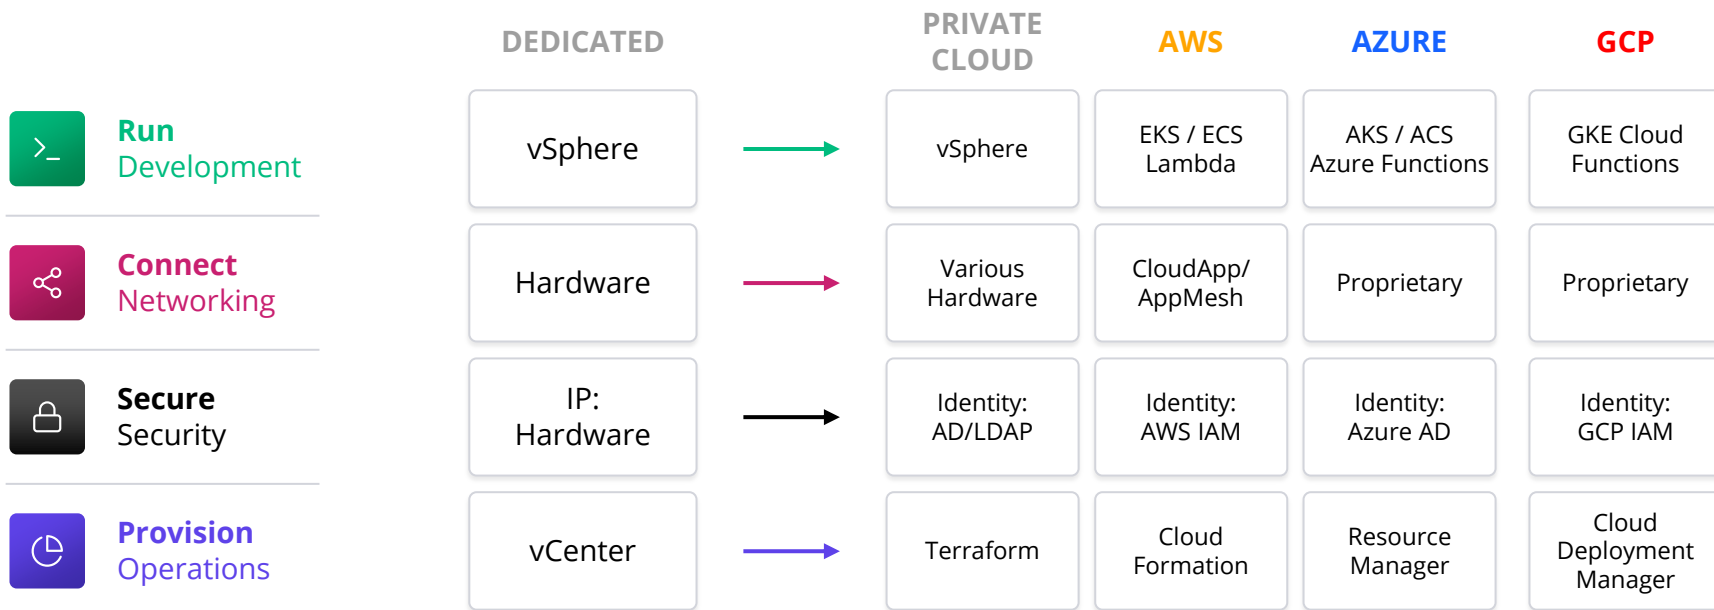 DEDICATED
PRIVATE
CLOUD
AWS
AZURE
GCP
Run
Development
vSphere
vSphere
EKS / ECS
Lambda
AKS / ACS
Azure Functions
GKE Cloud
Functions
Connect
Networking
Hardware
Various
Hardware
CloudApp/
AppMesh
Proprietary
Proprietary
Secure
Security
IP:
Hardware
Identity:
AD/LDAP
Identity:
AWS IAM
Identity:
Azure AD
Identity:
GCP IAM
Provision
Operations
vCenter
Terraform
Cloud
Formation
Resource
Manager
Cloud
Deployment
Manager